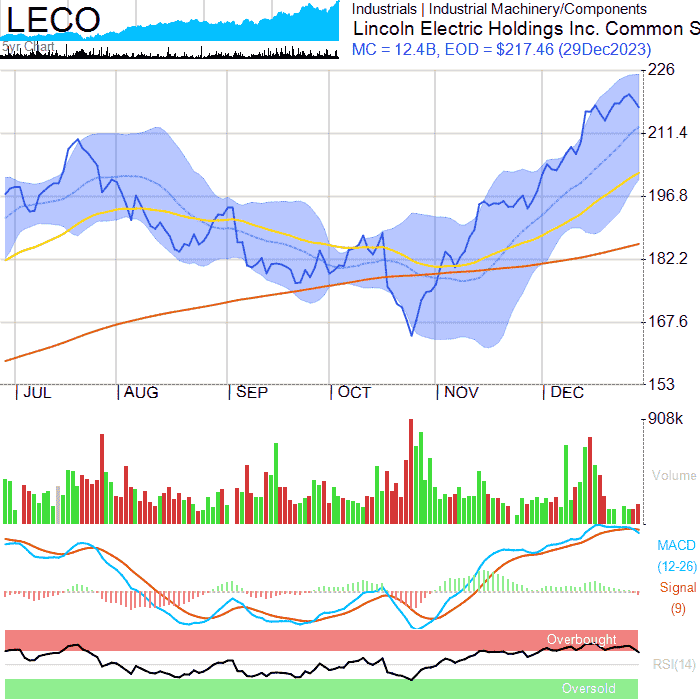 LECO
5yr Chart
Industrials | Industrial Machinery/Components
Lincoln Electric Holdings Inc. Common S
MC = 12.4B, EOD = $217.46 (29Dec2023)
226
211.4
196.8
182.2
167.6
153
JUL AUG SEP OCT NOV DEC
908k
Volume
MACD
(12-26)
Signal
(9)
Overbought
RSI(14)
Oversold